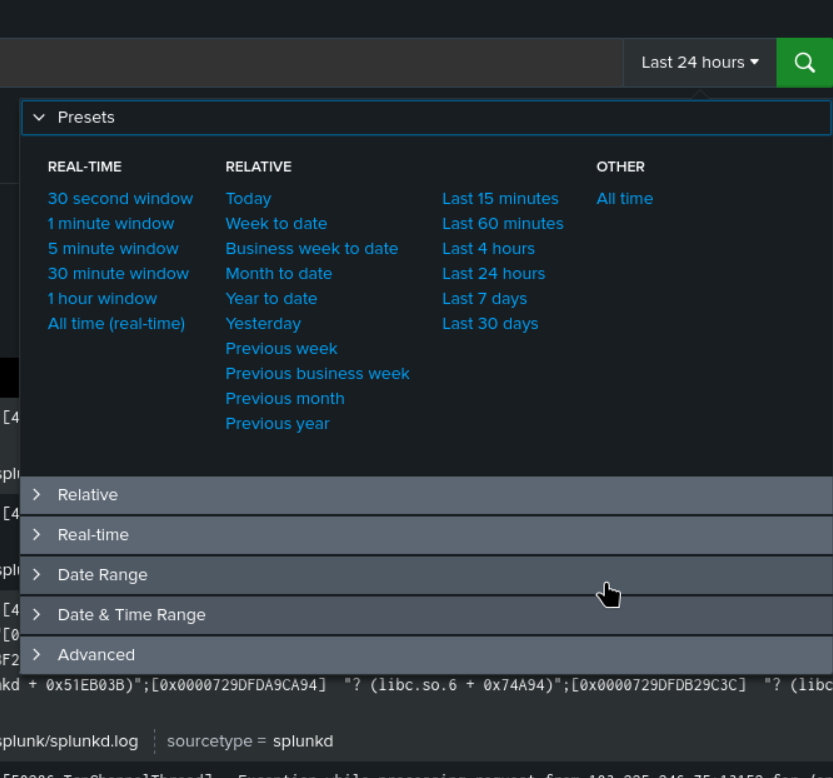 Last 24 hours
Presets
REAL-TIME
30 second window
1 minute window
5 minute window
30 minute window
1 hour window
All time (real-time)
RELATIVE
Today
Week to date
Business week to date
Month to date
Year to date
Yesterday
Previous week
Previous business week
Previous month
Previous year
Last 15 minutes
Last 60 minutes
Last 4 hours
Last 24 hours
Last 7 days
Last 30 days
OTHER
All time
[4
splu
[4
splu
[4
[0
F2
Relative
Real-time
Date Range
Date & Time Range
Advanced
kd + 0x51EB03B)";[0x0000729DFDA9CA94] "? (libc.so.6 + 0x74A94)";[0x0000729DFDB29C3C] "? (libc
splunk/splunkd.log sourcetype = splunkd